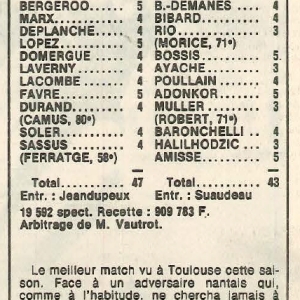 BERGEROO..... 5
MARX.......... 4
DEPLANCHE... 4
LOPEZ......... 5
DOMERGUE.... 4
LAVERNY...... 4
LACOMBE..... 4
FAVRE........ 5
DURAND....... 4
(CAMUS, 80e)
SOLER......... 4
SASSUS....... 4
(FERRATGE, 58e)
Total.......... 47
Entr. : Jeandupeux
B.-DEMANES.. 4
BIBARD........ 4
RIO............ 3
(MORICE, 71e)
BOSSIS........ 5
AYACHE....... 3
POULLAIN..... 4
ADONKOR..... 5
MULLER....... 3
(ROBERT, 71e)
BARONCHELLI. 4
HALILHODZIC.. 3
AMISSE........ 5
Total.......... 43
Entr. : Suaudeau
19 592 spect. Recette : 909 783 F.
Arbitrage de M. Vautrot.
Le meilleur match vu à Toulouse cette sai-
son. Face à un adversaire nantais qui,
comme à l'habitude, ne chercha jamais à